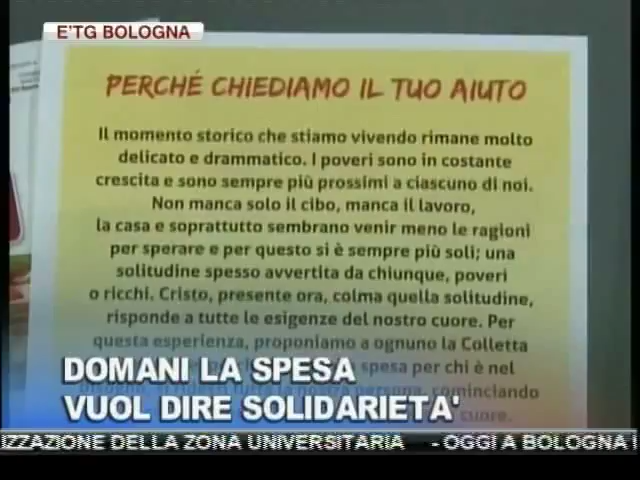 E'TG BOLOGNA
PERCHÉ CHIEDIAMO IL TUO AIUTO
Il momento storico che stiamo vivendo rimane molto
delicato e drammatico. I poveri sono in costante
crescita e sono sempre più prossimi a ciascuno di noi.
Non manca solo il cibo, manca il lavoro,
la casa e soprattutto sembrano venir meno le ragioni
per sperare e per questo si è sempre più soli; una
solitudine spesso avvertita da chiunque, poveri
o ricchi. Cristo, presente ora, colma quella solitudine,
risponde a tutte le esigenze del nostro cuore. Per
questa esperienza, proponiamo a ognuno la Colletta
spesa per chi è nel
cominciando
cuore.
DOMANI LA SPESA
VUOL DIRE SOLIDARIETA'
IZZAZIONE DELLA ZONA UNIVERSITARIA - OGGI A BOLOGNA